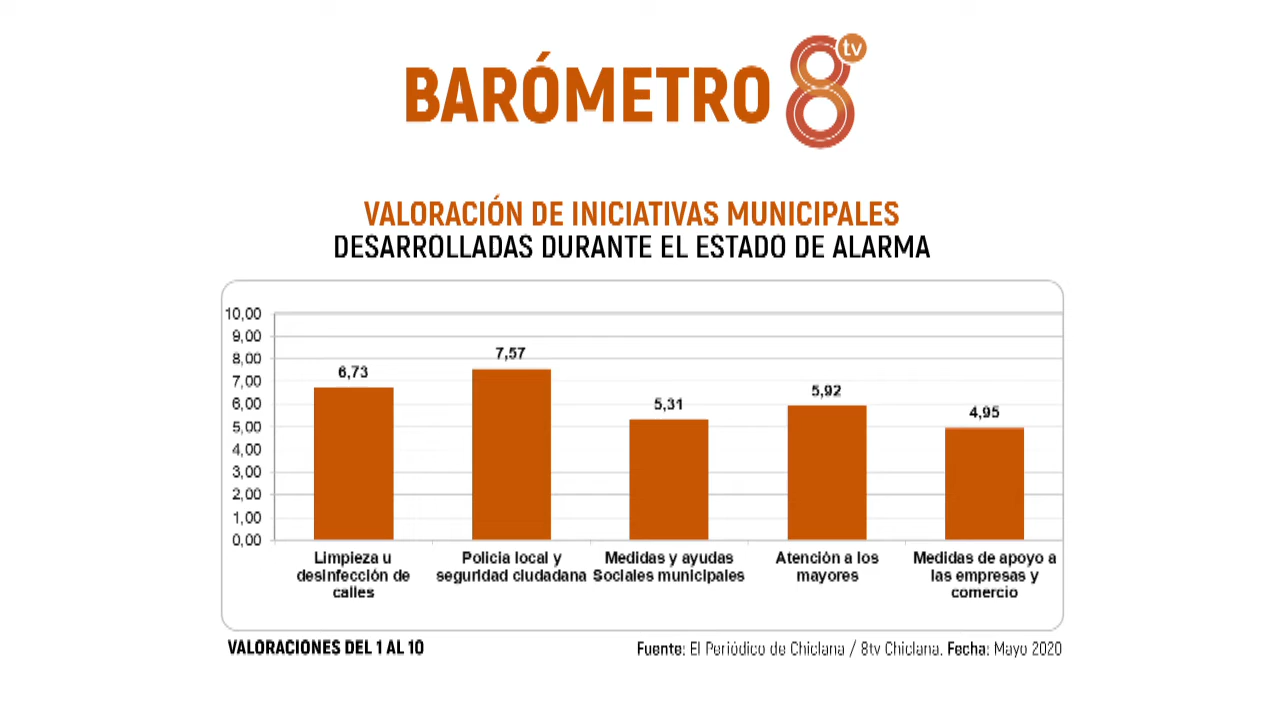 BARÓMETRO 8tv
VALORACIÓN DE INICIATIVAS MUNICIPALES
DESARROLLADAS DURANTE EL ESTADO DE ALARMA
10,00
9,00
8,00
7,00
6,00
5,00
4,00
3,00
2,00
1,00
0,00
6,73
7,57
5,31
5,92
4,95
Limpieza u
desinfección de
calles
Policia local y
seguridad ciudadana
Medidas y ayudas
Sociales municipales
Atención a los
mayores
Medidas de apoyo a
las empresas y
comercio
VALORACIONES DEL 1 AL 10
Fuente: El Periódico de Chiclana / 8tv Chiclana. Fecha: Mayo 2020